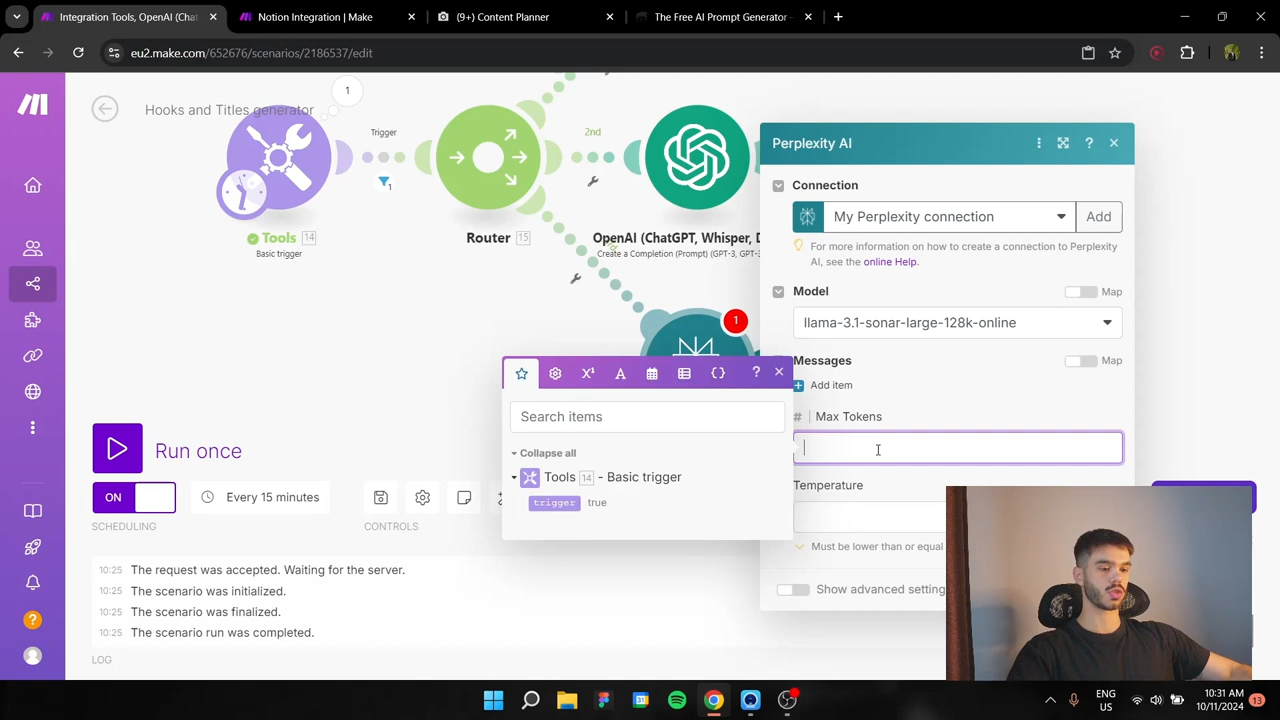 Integration Tools, OpenAI (Chat
Notion Integration | Make
(9+) Content Planner
The Free AI Prompt Generator -
eu2.make.com/652676/scenarios/2186537/edit
Hooks and Titles generator
1
Trigger
1
2nd
Tools 14
Basic trigger
Router 15
OpenAI (ChatGPT, Whisper, D
Create a Completion (Prompt) (GPT-3, GPT-3
1
Perplexity AI
Connection
My Perplexity connection
Add
For more information on how to create a connection to Perplexity
AI, see the online Help.
Model
Map
llama-3.1-sonar-large-128k-online
Messages
Map
Add item
# Max Tokens
Temperature
Must be lower than or equal
Show advanced setting
Search items
Collapse all
Tools 14 - Basic trigger
trigger true
Run once
ON
Every 15 minutes
SCHEDULING
CONTROLS
10:25 The request was accepted. Waiting for the server.
10:25 The scenario was initialized.
10:25 The scenario was finalized.
10:25 The scenario run was completed.
LOG
ENG
US
10:31 AM
10/11/2024
13